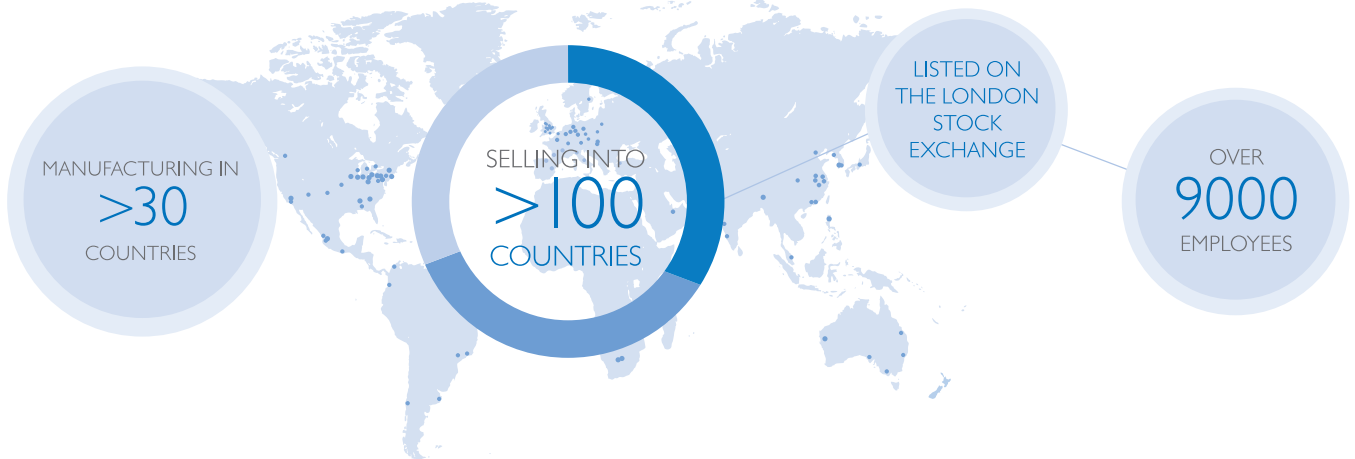 MANUFACTURING IN
>30
COUNTRIES
SELLING INTO
>100
COUNTRIES
LISTED ON
THE LONDON
STOCK
EXCHANGE
OVER
9000
EMPLOYEES